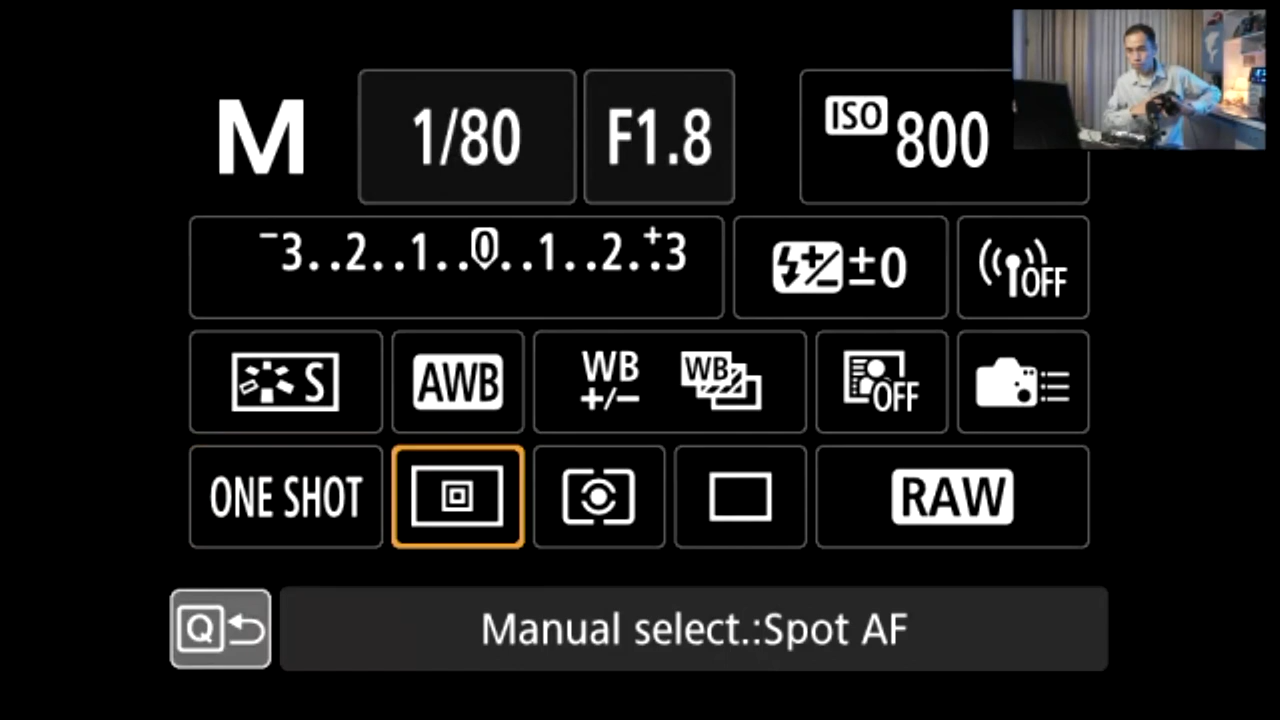 M 1/80 F1.8 ISO 800
-3..2..1..0..1..2..+3 ±0 OFF
S AWB WB +/- WB OFF
ONE SHOT RAW
Q Manual select.:Spot AF